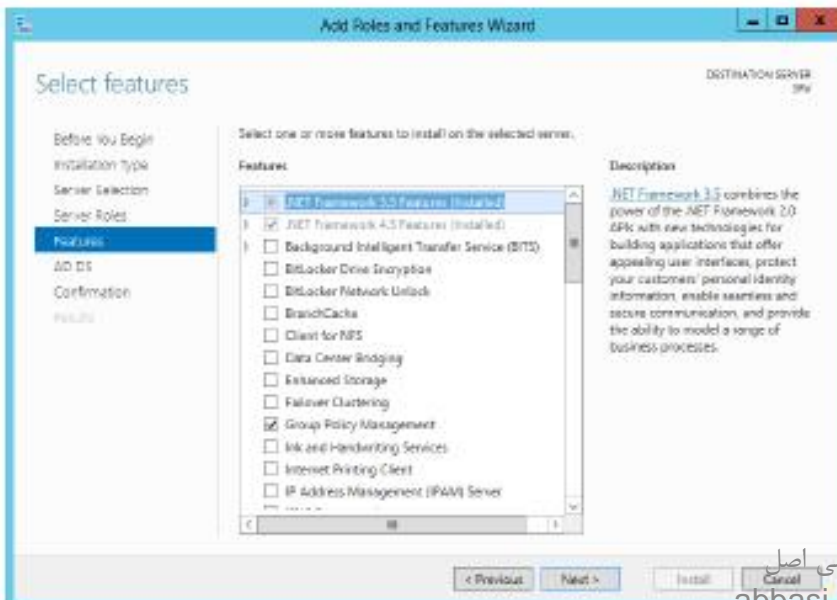 Add Roles and Features Wizard
Select features
DESTINATION SERVER
Before You Begin
Installation Type
Server Selection
Server Roles
Features
AD DS
Confirmation
Results
Select one or more features to install on the selected server.
Features
.NET Framework 3.5 Features (Installed)
.NET Framework 4.5 Features (Installed)
Background Intelligent Transfer Service (BITS)
BitLocker Drive Encryption
BitLocker Network Unlock
BranchCache
Client for NFS
Data Center Bridging
Enhanced Storage
Failover Clustering
Group Policy Management
Ink and Handwriting Services
Internet Printing Client
IP Address Management (IPAM) Server
Description
.NET Framework 3.5 combines the
power of the .NET Framework 2.0
APIs with new technologies for
building applications that offer
appealing user interfaces, protect
your customers' personal identity
information, enable seamless and
secure communication, and provide
the ability to model a range of
business processes.
< Previous
Next >
Install
Cancel
اصل
abbasi